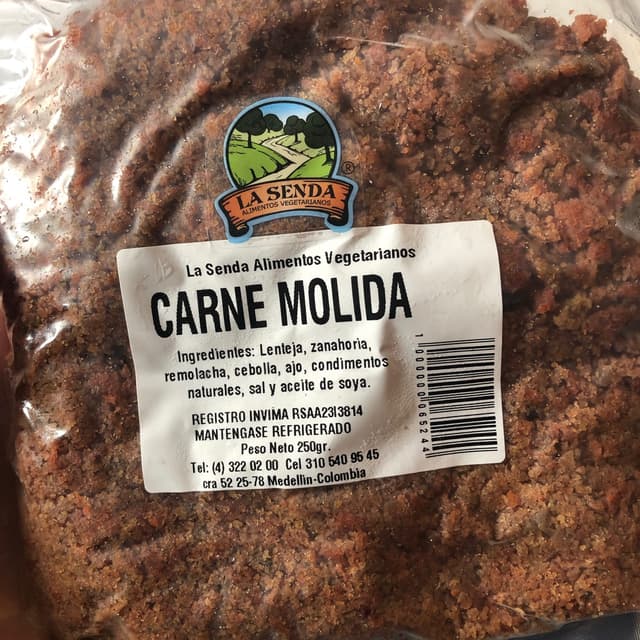 LA SENDA
ALIMENTOS VEGETARIANOS
®
La Senda Alimentos Vegetarianos
CARNE MOLIDA
Ingredientes: Lenteja, zanahoria,
remolacha, cebolla, ajo, condimentos
naturales, sal y aceite de soya.
REGISTRO INVIMA RSAA23I3814
MANTENGASE REFRIGERADO
Peso Neto 250gr.
Tel: (4) 322 02 00 Cel 310 540 95 45
cra 52 25-78 Medellin-Colombia
1000000065244